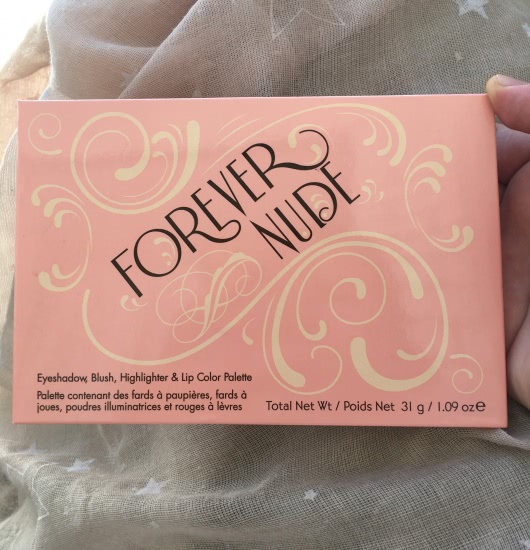 FOREVER
NUDE
Eyeshadow, Blush, Highlighter & Lip Color Palette
Palette contenant des fards à paupières, fards à
joues, poudres illuminatrices et rouges à lèvres
Total Net Wt / Poids Net 31 g / 1.09 oz℮